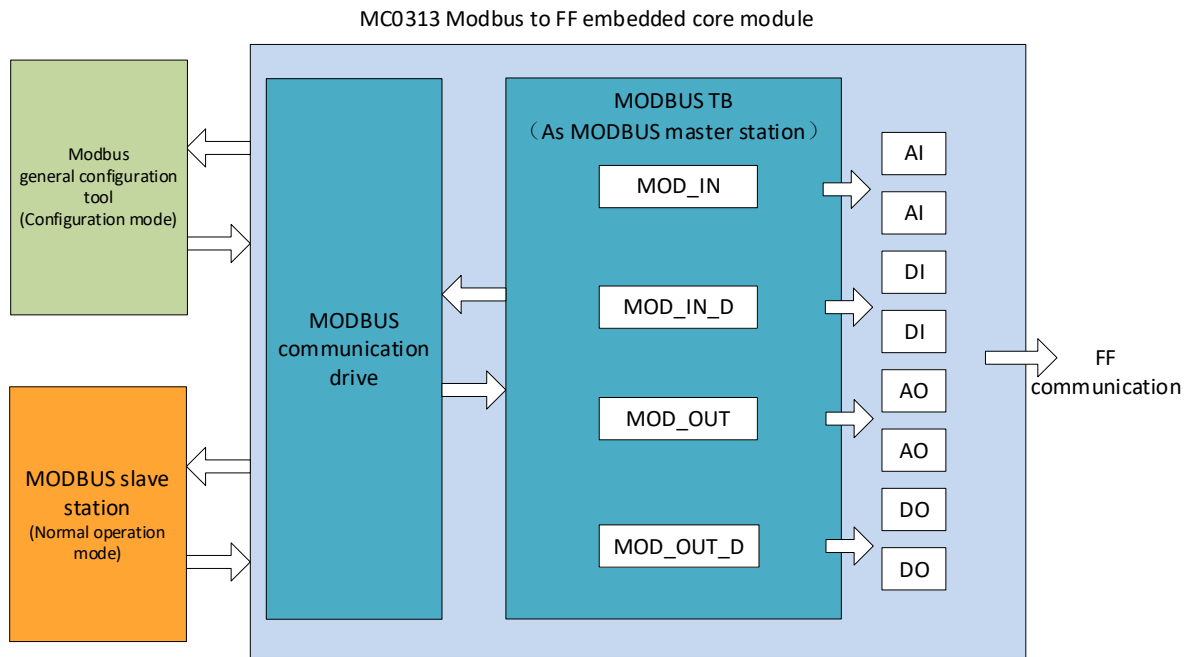 MC0313 Modbus to FF embedded core module
Modbus
general configuration
tool
(Configuration mode)
MODBUS slave
station
(Normal operation
mode)
MODBUS
communication
drive
MODBUS TB
（As MODBUS master station）
MOD_IN
MOD_IN_D
MOD_OUT
MOD_OUT_D
AI
AI
DI
DI
AO
AO
DO
DO
FF
communication